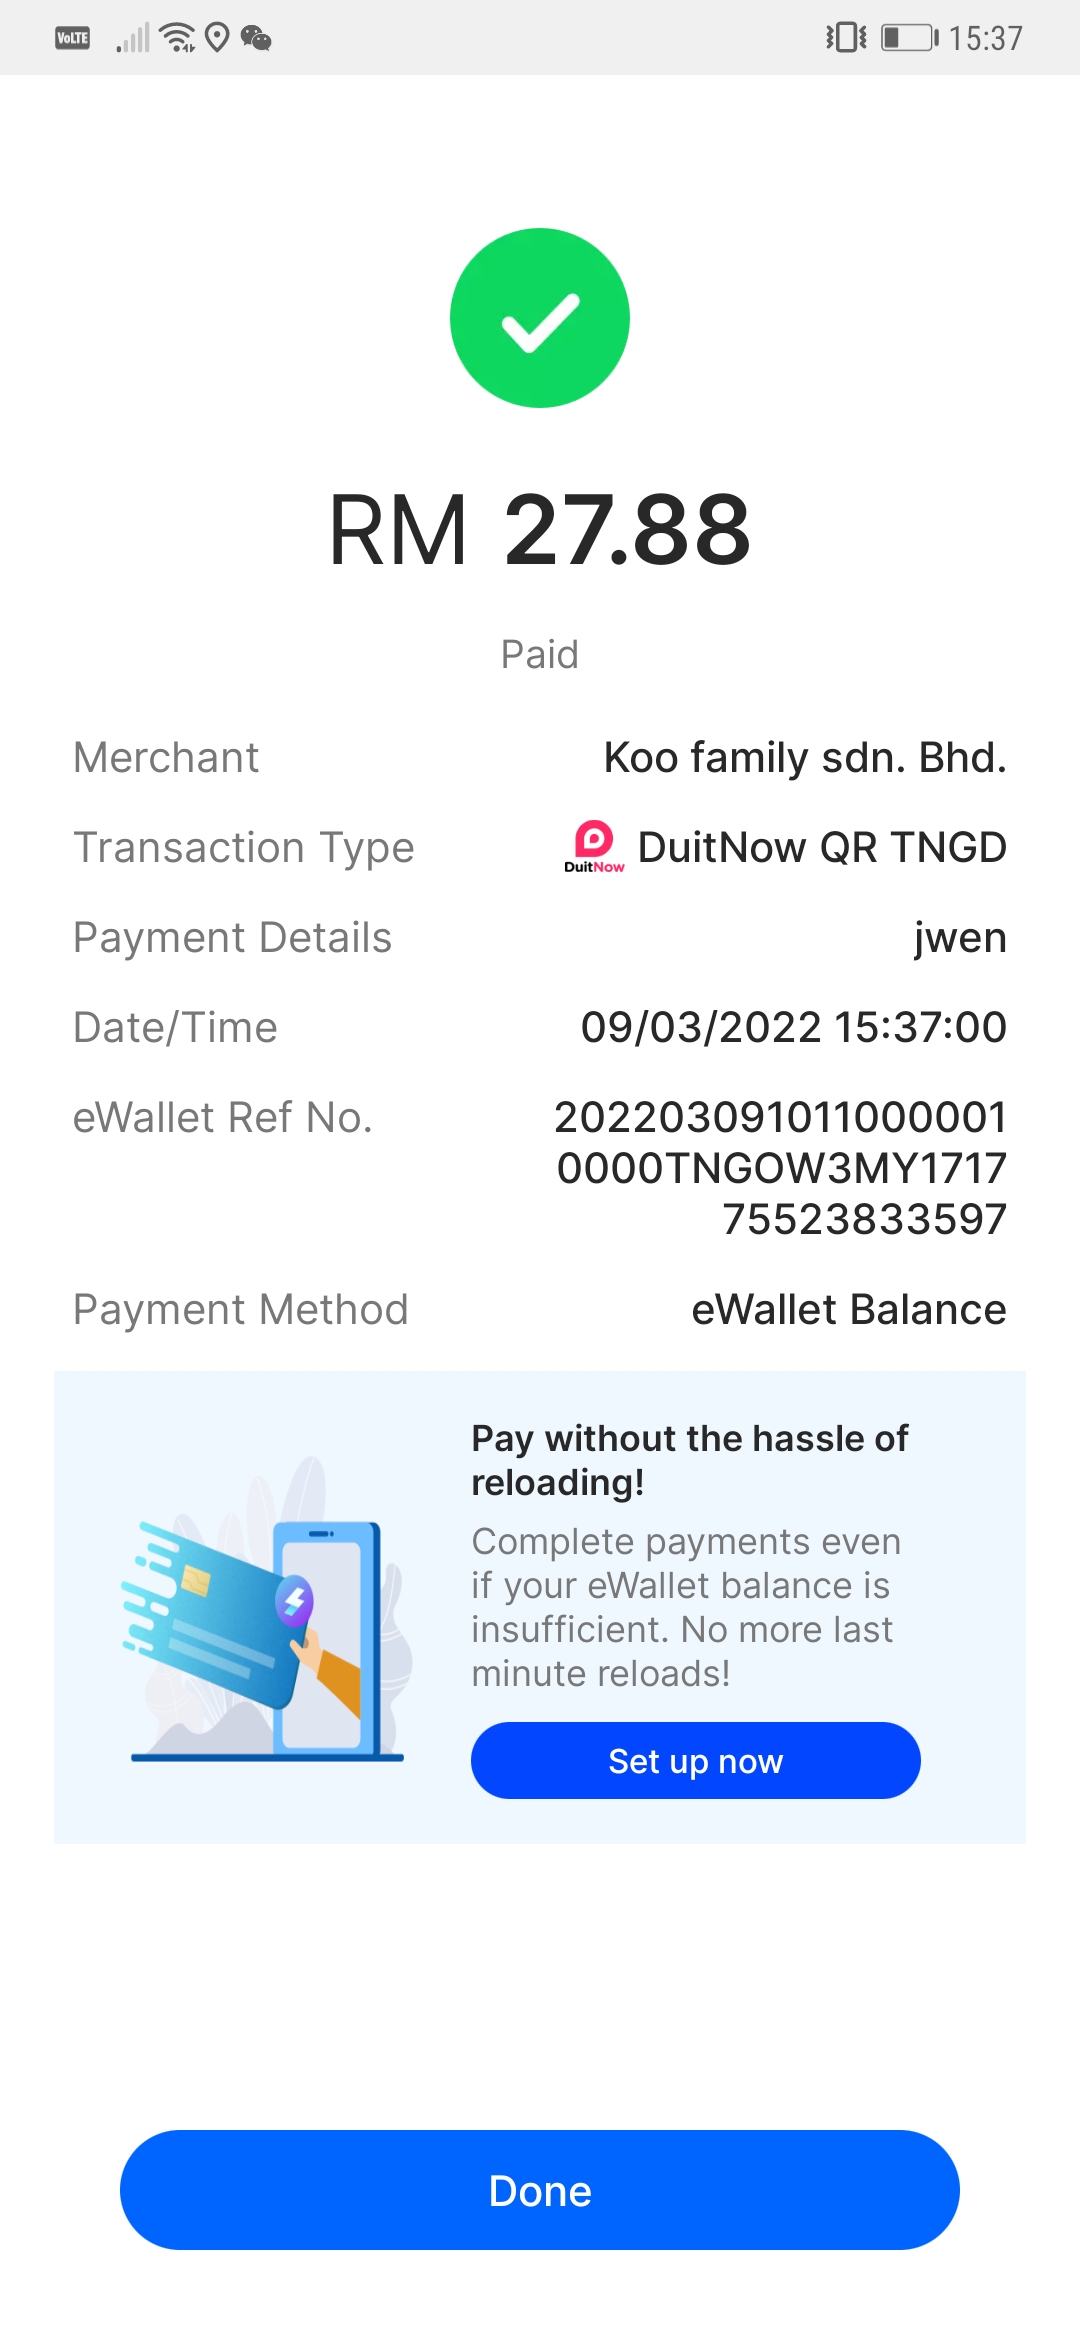 VoLTE 15:37
RM 27.88
Paid
Merchant Koo family sdn. Bhd.
Transaction Type DuitNow DuitNow QR TNGD
Payment Details jwen
Date/Time 09/03/2022 15:37:00
eWallet Ref No. 202203091011000001
0000TNGOW3MY1717
75523833597
Payment Method eWallet Balance
Pay without the hassle of
reloading!
Complete payments even
if your eWallet balance is
insufficient. No more last
minute reloads!
Set up now
Done